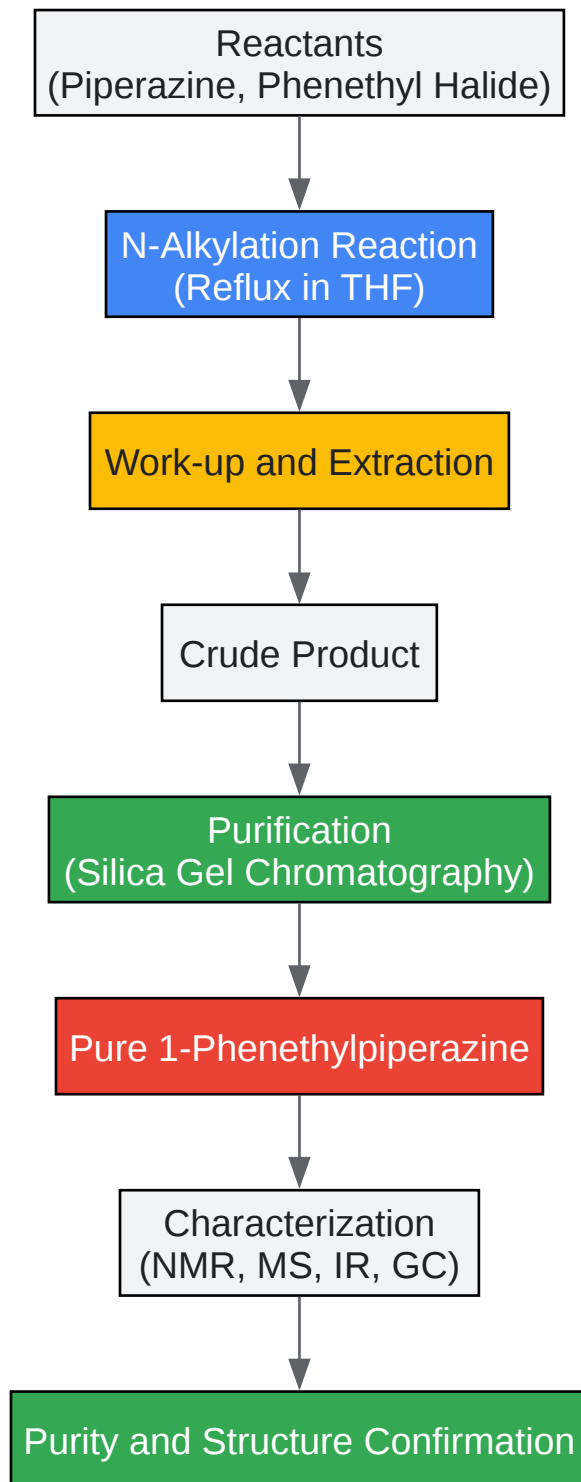 Reactants
(Piperazine, Phenethyl Halide)
N-Alkylation Reaction
(Reflux in THF)
Work-up and Extraction
Crude Product
Purification
(Silica Gel Chromatography)
Pure 1-Phenethylpiperazine
Characterization
(NMR, MS, IR, GC)
Purity and Structure Confirmation